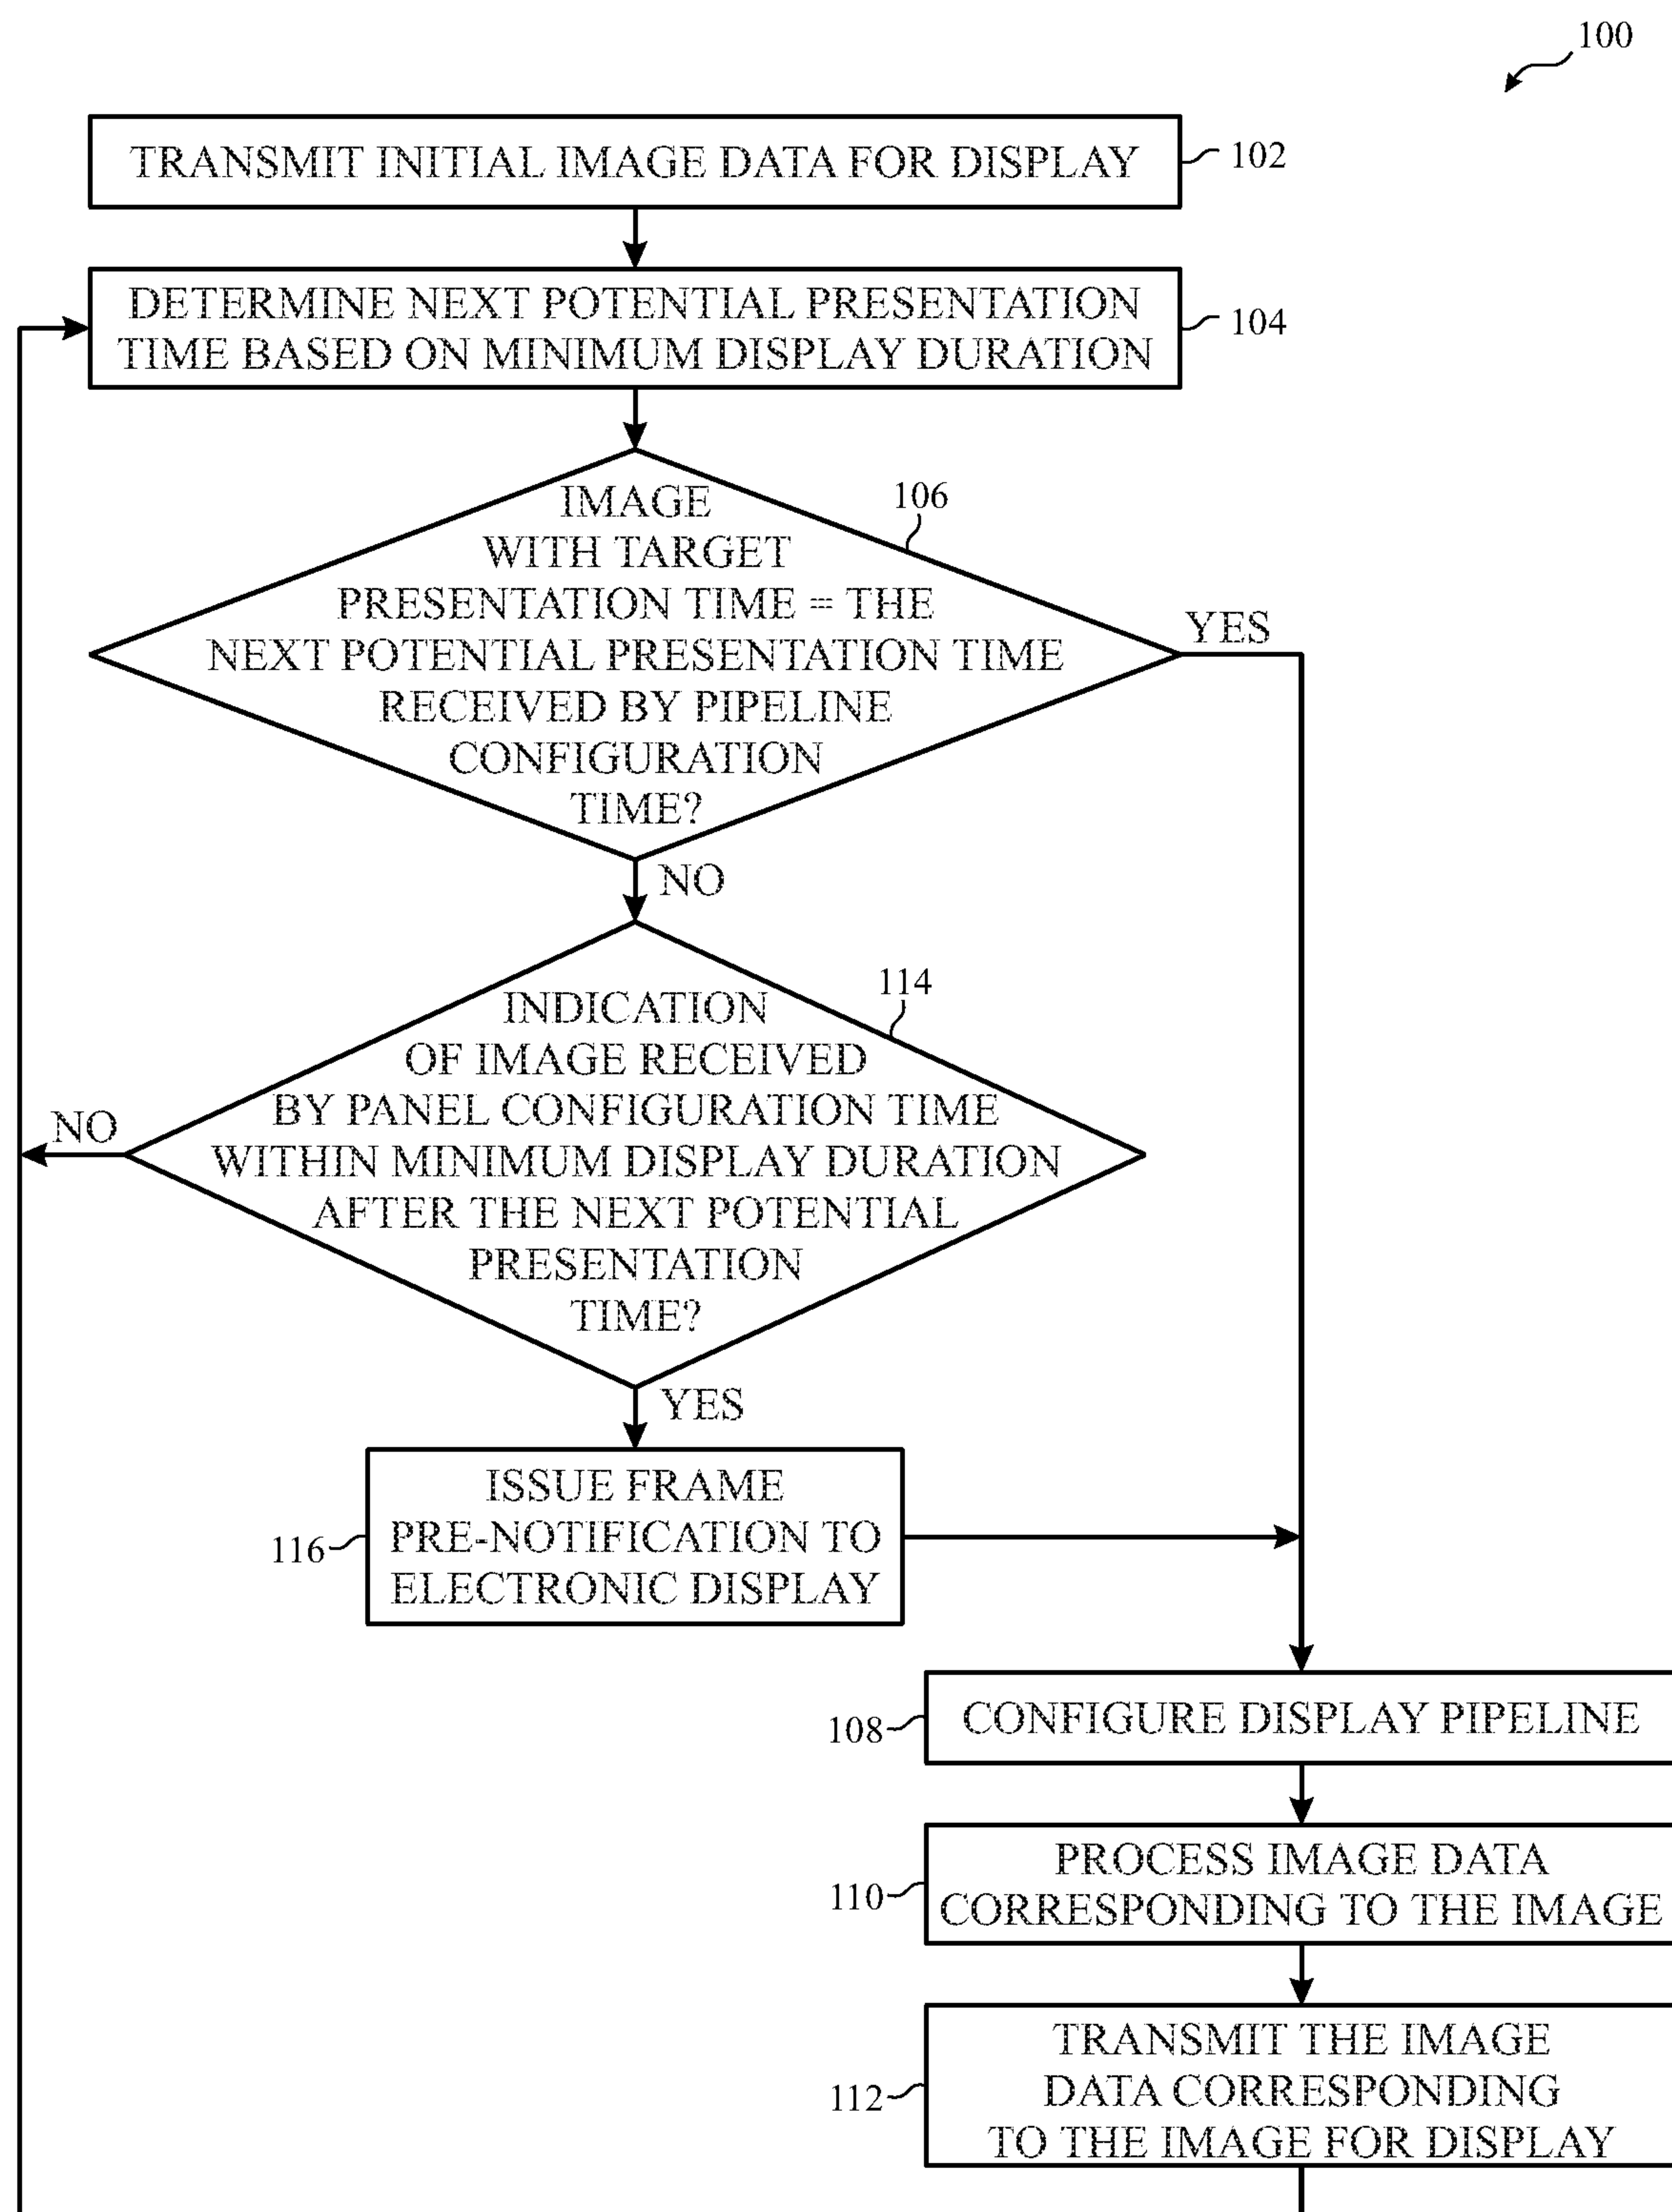 100
TRANSMIT INITIAL IMAGE DATA FOR DISPLAY
102
DETERMINE NEXT POTENTIAL PRESENTATION
TIME BASED ON MINIMUM DISPLAY DURATION
104
IMAGE
WITH TARGET
PRESENTATION TIME = THE
NEXT POTENTIAL PRESENTATION TIME
RECEIVED BY PIPELINE
CONFIGURATION
TIME?
106
YES
NO
INDICATION
OF IMAGE RECEIVED
BY PANEL CONFIGURATION TIME
WITHIN MINIMUM DISPLAY DURATION
AFTER THE NEXT POTENTIAL
PRESENTATION
TIME?
114
NO
YES
ISSUE FRAME
PRE-NOTIFICATION TO
ELECTRONIC DISPLAY
116
CONFIGURE DISPLAY PIPELINE
108
PROCESS IMAGE DATA
CORRESPONDING TO THE IMAGE
110
TRANSMIT THE IMAGE
DATA CORRESPONDING
TO THE IMAGE FOR DISPLAY
112